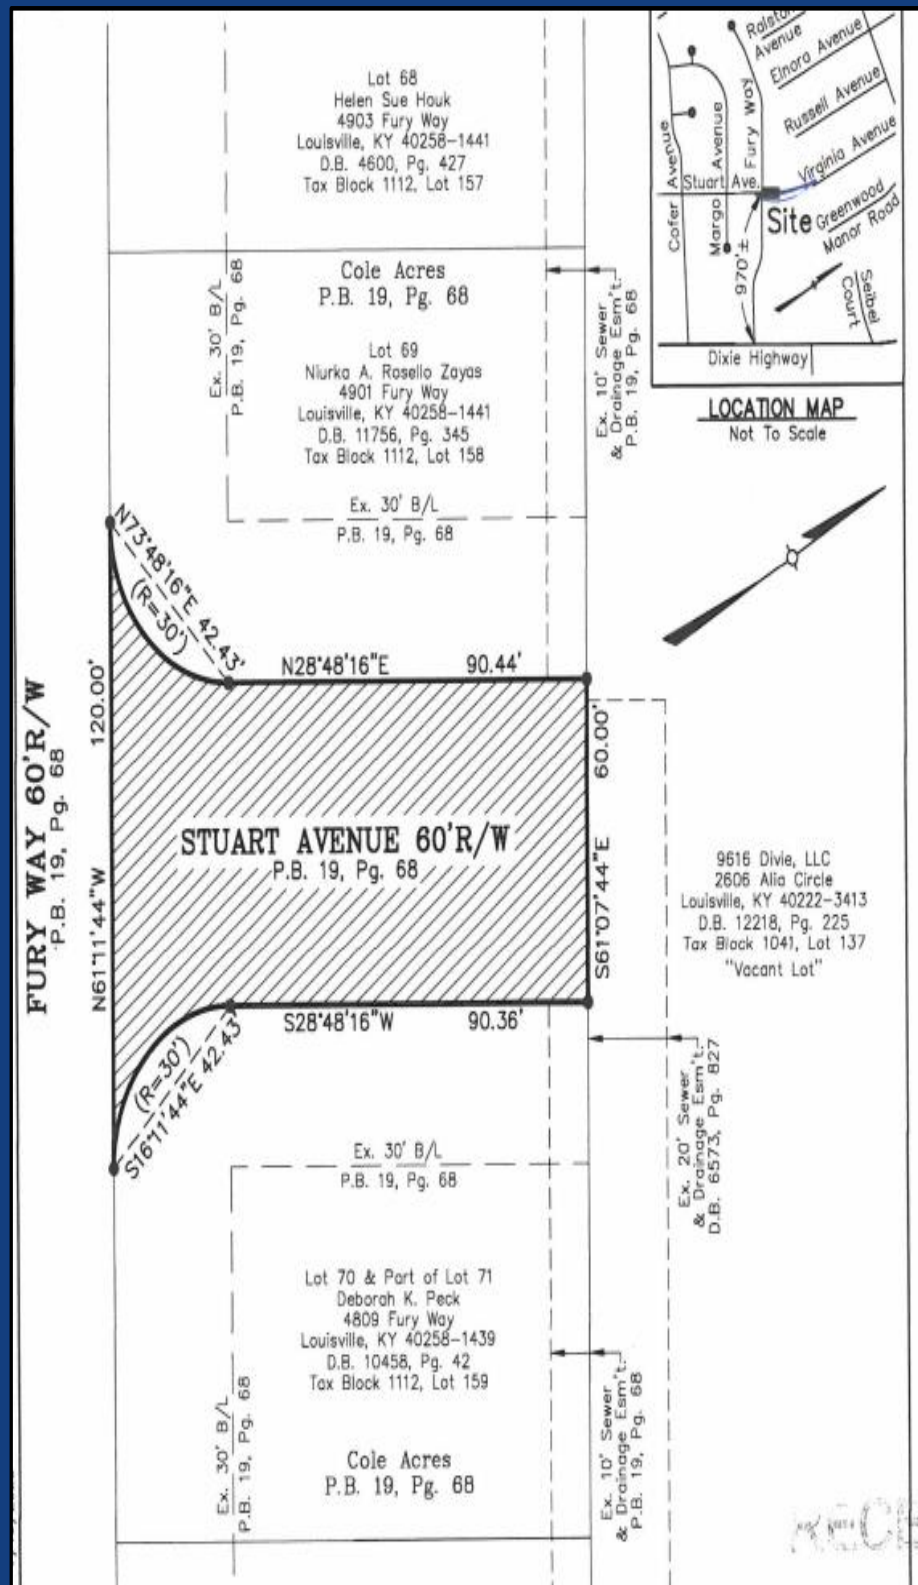 Lot 68
Helen Sue Houk
4903 Fury Way
Louisville, KY 40258-1441
D.B. 4600, Pg. 427
Tax Block 1112, Lot 157
Ralston
Avenue
Elnora Avenue
Russell Avenue
Virginia Avenue
Fury Way
Margo Avenue
Cofer Avenue
Stuart Ave.
Site
Greenwood
Manor Road
970'±
Seibel
Court
Dixie Highway
LOCATION MAP
Not To Scale
Cole Acres
P.B. 19, Pg. 68
Ex. 30' B/L
P.B. 19, Pg. 68
Ex. 10' Sewer
& Drainage Esm't.
P.B. 19, Pg. 68
Lot 69
Niurka A. Rosello Zayas
4901 Fury Way
Louisville, KY 40258-1441
D.B. 11756, Pg. 345
Tax Block 1112, Lot 158
Ex. 30' B/L
P.B. 19, Pg. 68
N73°48'16"E 42.43'
(R=30')
N28°48'16"E 90.44'
FURY WAY 60'R/W
P.B. 19, Pg. 68
N61°11'44"W 120.00'
STUART AVENUE 60'R/W
P.B. 19, Pg. 68
S61°07'44"E 60.00'
9616 Divie, LLC
2606 Alia Circle
Louisville, KY 40222-3413
D.B. 12218, Pg. 225
Tax Block 1041, Lot 137
"Vacant Lot"
S28°48'16"W 90.36'
(R=30')
S16°11'44"E 42.43'
Ex. 20' Sewer
& Drainage Esm't.
D.B. 6573, Pg. 827
Ex. 30' B/L
P.B. 19, Pg. 68
Lot 70 & Part of Lot 71
Deborah K. Peck
4809 Fury Way
Louisville, KY 40258-1439
D.B. 10458, Pg. 42
Tax Block 1112, Lot 159
Ex. 30' B/L
P.B. 19, Pg. 68
Cole Acres
P.B. 19, Pg. 68
Ex. 10' Sewer
& Drainage Esm't.
P.B. 19, Pg. 68